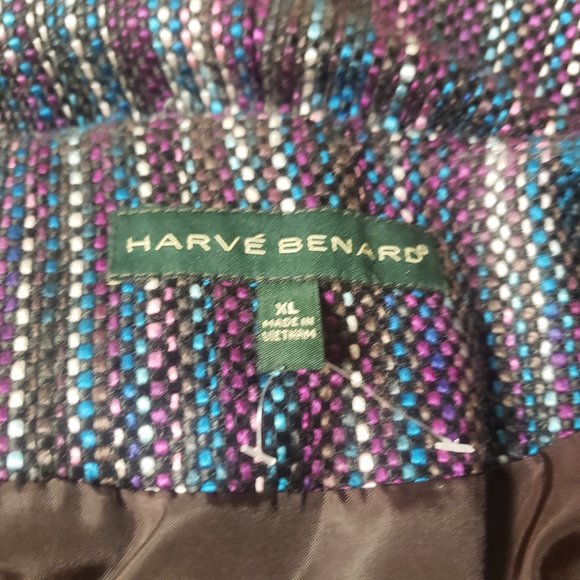 HARVÉ BENARD®
XL
MADE IN
VIETNAM